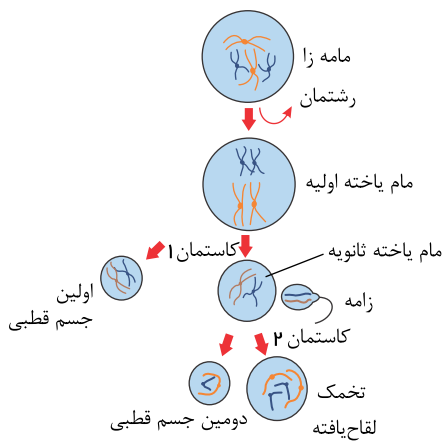 مامه زا
رشتمان
مام یاخته اولیه
کاستمان ۱
مام یاخته ثانویه
اولین
جسم قطبی
زامه
کاستمان ۲
تخمک
لقاح‌یافته
دومین جسم قطبی